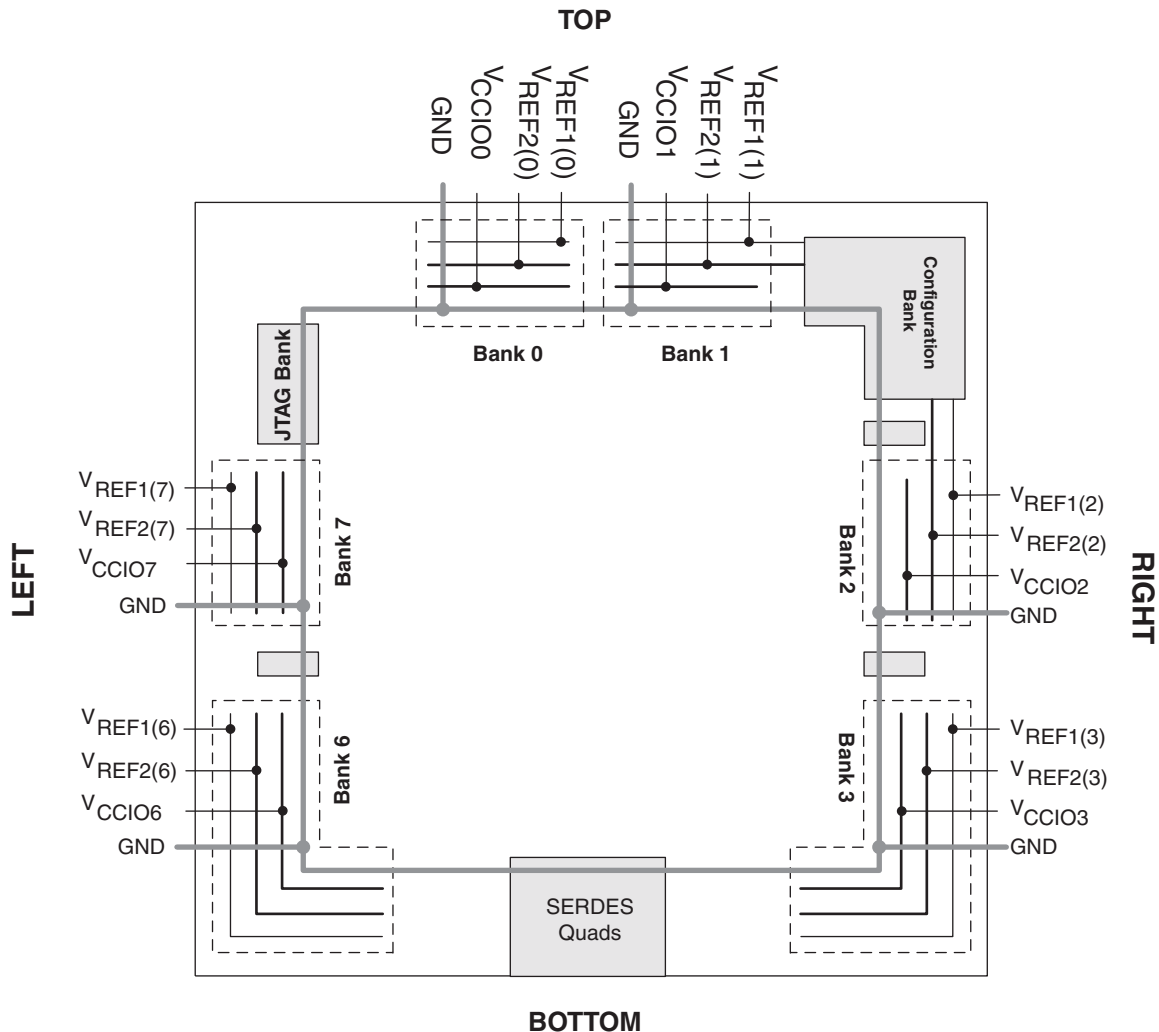 TOP
GND
VCCIO0
VREF2(0)
VREF1(0)
GND
VCCIO1
VREF2(1)
VREF1(1)
Configuration
Bank
Bank 0
Bank 1
JTAG Bank
LEFT
VREF1(7)
VREF2(7)
VCCIO7
GND
Bank 7
Bank 2
VREF1(2)
VREF2(2)
VCCIO2
GND
RIGHT
VREF1(6)
VREF2(6)
VCCIO6
GND
Bank 6
Bank 3
VREF1(3)
VREF2(3)
VCCIO3
GND
SERDES
Quads
BOTTOM